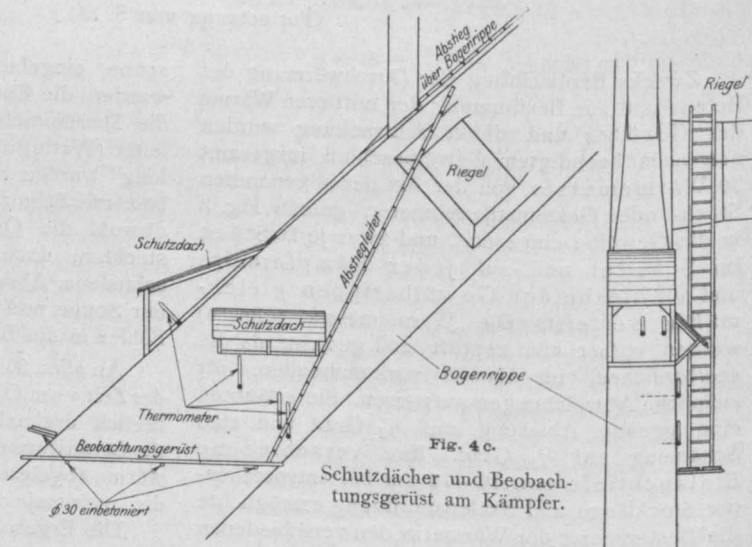 Abstieg
über Bogenrippe
Riegel
Riegel
Schutzdach
Abstiegleiter
Schutzdach
Bogenrippe
Thermometer
Beobachtungsgerüst
ϕ 30 einbetoniert
Fig. 4c.
Schutzdächer und Beobach-
tungsgerüst am Kämpfer.